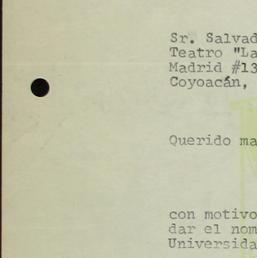 Sr. Salvad
Teatro "La
Madrid #13
Coyoacán,
Querido ma
con motivo
dar el nom
Universida